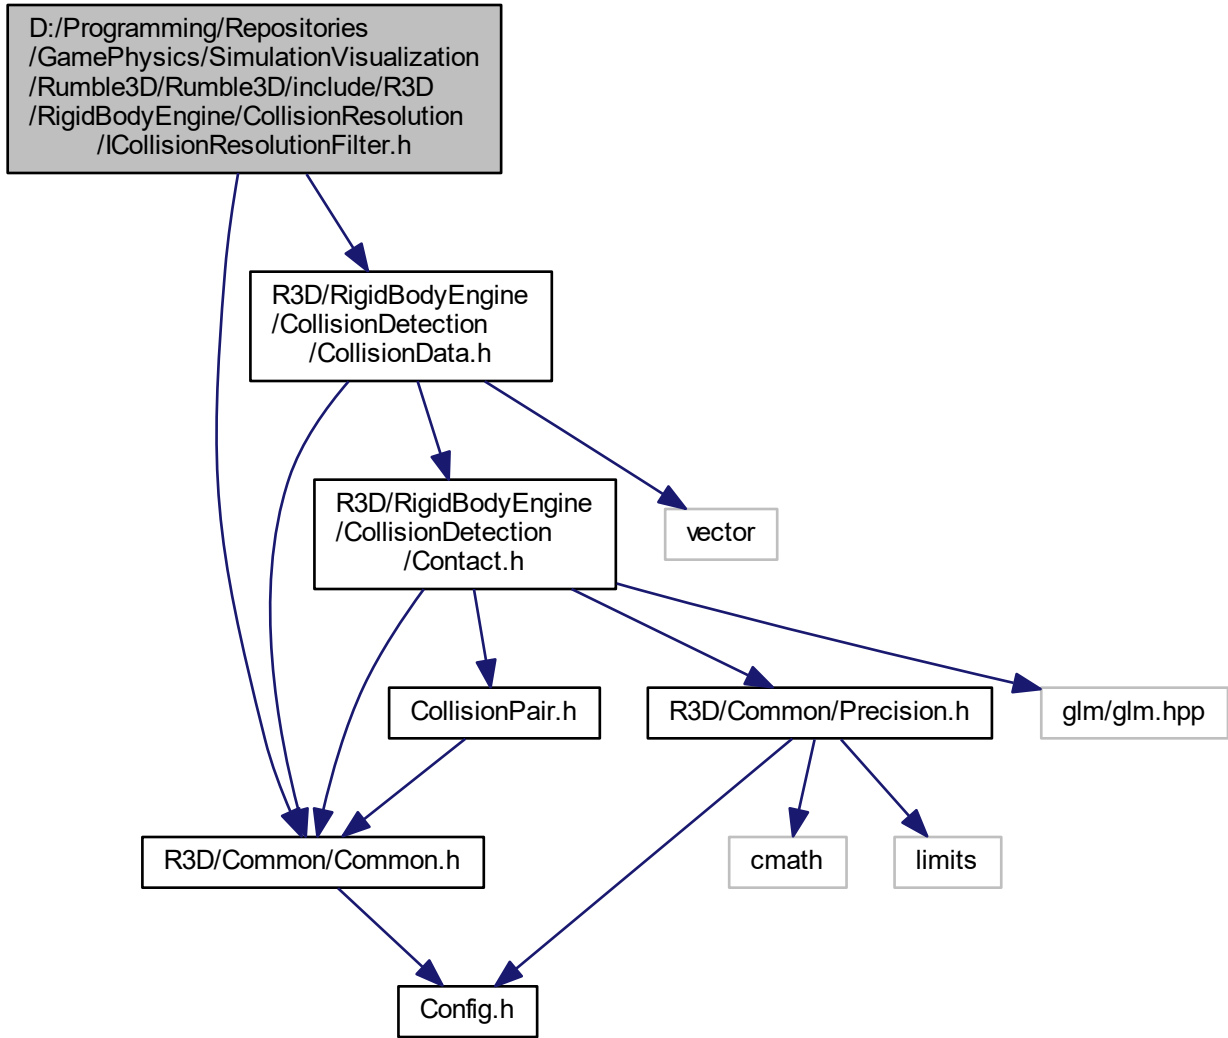 D:/Programming/Repositories
/GamePhysics/SimulationVisualization
/Rumble3D/Rumble3D/include/R3D
/RigidBodyEngine/CollisionResolution
/ICollisionResolutionFilter.h
R3D/RigidBodyEngine
/CollisionDetection
/CollisionData.h
R3D/RigidBodyEngine
/CollisionDetection
/Contact.h
vector
CollisionPair.h
R3D/Common/Precision.h
glm/glm.hpp
R3D/Common/Common.h
cmath
limits
Config.h